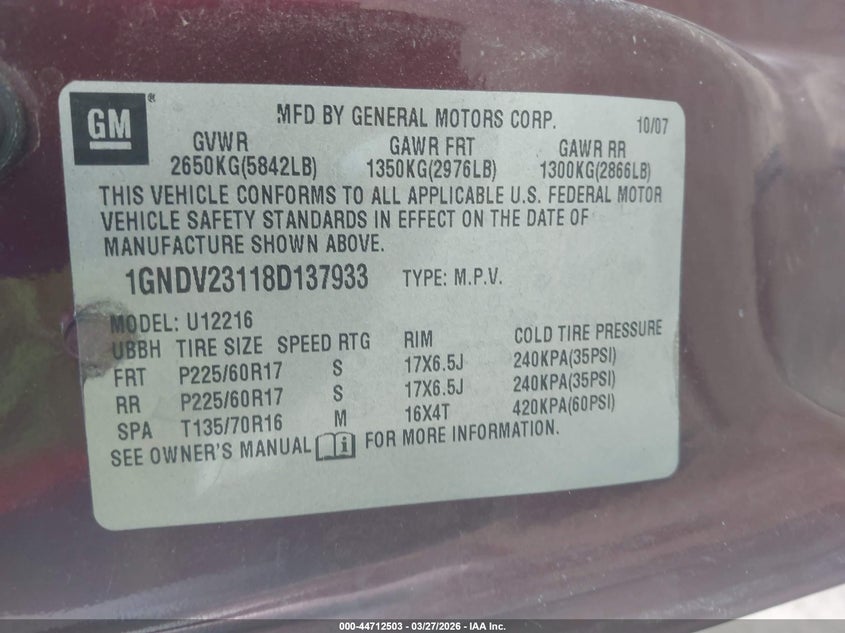 GM ®
MFD BY GENERAL MOTORS CORP. 10/07
GVWR GAWR FRT GAWR RR
2650KG(5842LB) 1350KG(2976LB) 1300KG(2866LB)
THIS VEHICLE CONFORMS TO ALL APPLICABLE U.S. FEDERAL MOTOR
VEHICLE SAFETY STANDARDS IN EFFECT ON THE DATE OF
MANUFACTURE SHOWN ABOVE.
1GNDV23118D137933 TYPE: M.P.V.
MODEL: U12216
UBBH TIRE SIZE SPEED RTG RIM COLD TIRE PRESSURE
FRT P225/60R17 S 17X6.5J 240KPA(35PSI)
RR P225/60R17 S 17X6.5J 240KPA(35PSI)
SPA T135/70R16 M 16X4T 420KPA(60PSI)
SEE OWNER'S MANUAL i FOR MORE INFORMATION.
000-44712503 — 03/27/2026 — IAA Inc.